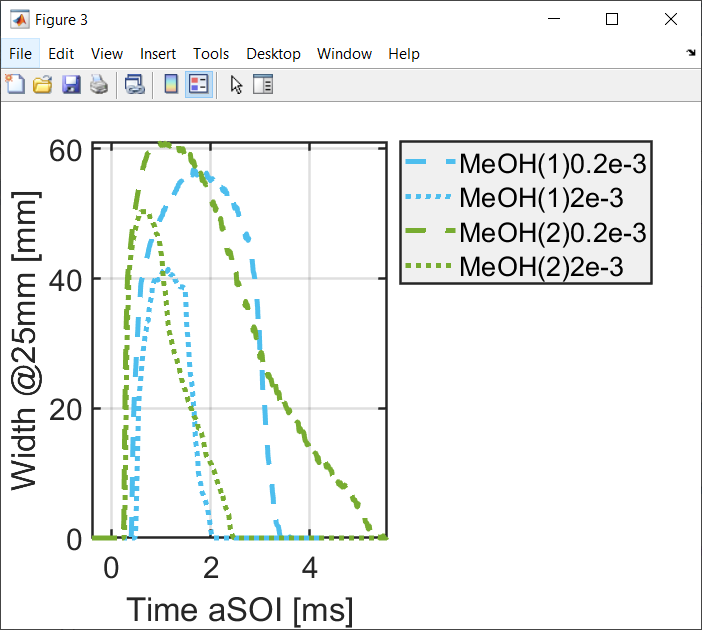 Figure 3
File Edit View Insert Tools Desktop Window Help
MeOH(1)0.2e-3
MeOH(1)2e-3
MeOH(2)0.2e-3
MeOH(2)2e-3
Width @25mm [mm]
60
40
20
0
0 2 4
Time aSOI [ms]